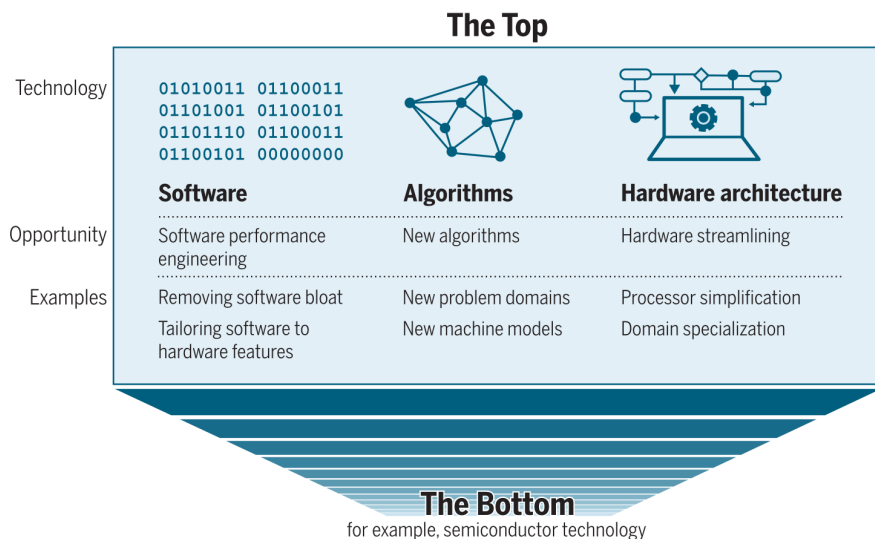 The Top
Technology
01010011 01100011
01101001 01100101
01101110 01100011
01100101 00000000
Software
Algorithms
Hardware architecture
Opportunity
Software performance
engineering
New algorithms
Hardware streamlining
Examples
Removing software bloat
New problem domains
Processor simplification
Tailoring software to
hardware features
New machine models
Domain specialization
The Bottom
for example, semiconductor technology